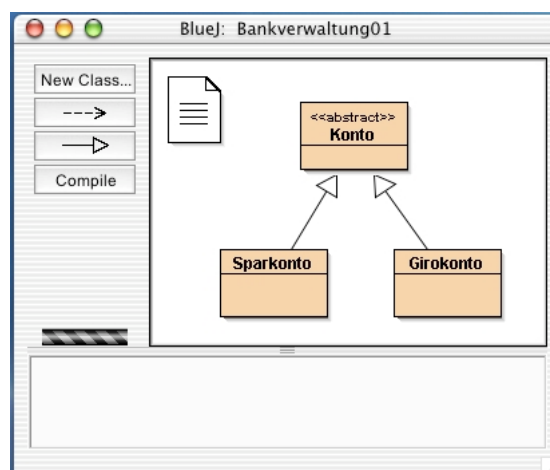 BlueJ: Bankverwaltung01
New Class...
Compile
<<abstract>>
Konto
Sparkonto
Girokonto